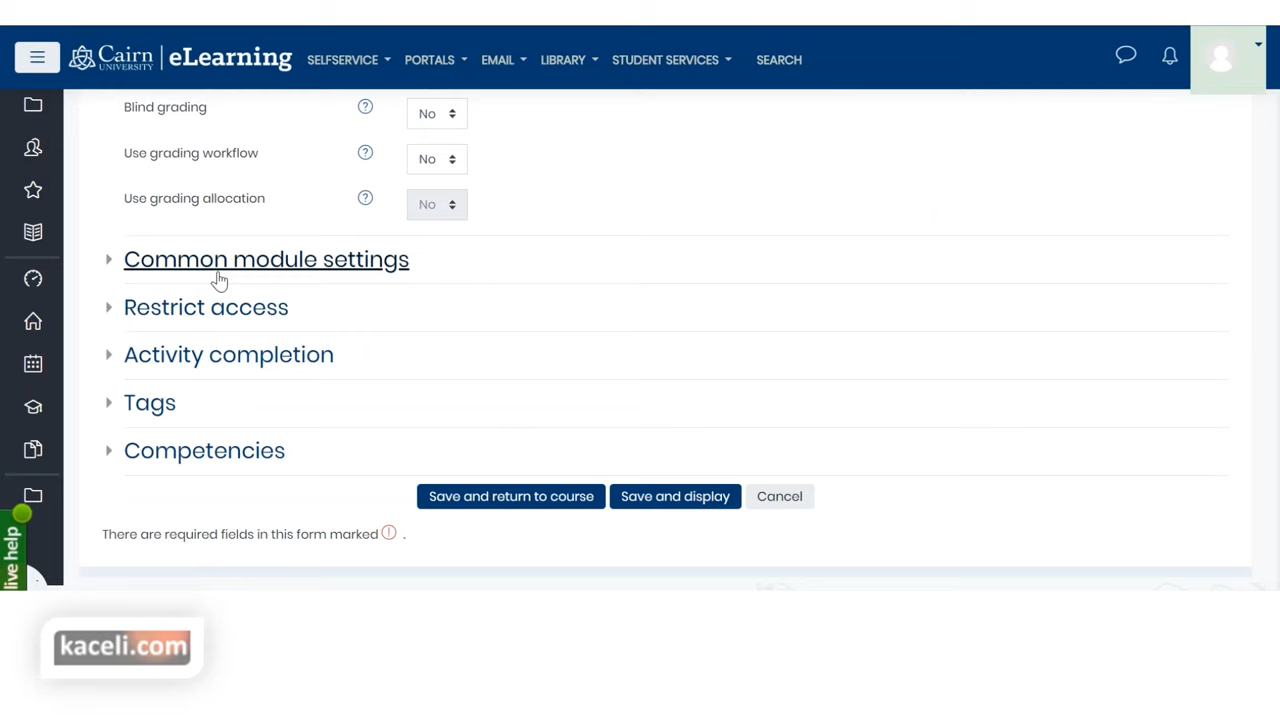 Cairn UNIVERSITY eLearning SELFSERVICE PORTALS EMAIL LIBRARY STUDENT SERVICES SEARCH
Blind grading No
Use grading workflow No
Use grading allocation No
Common module settings
Restrict access
Activity completion
Tags
Competencies
Save and return to course Save and display Cancel
There are required fields in this form marked .
live help
kaceli.com